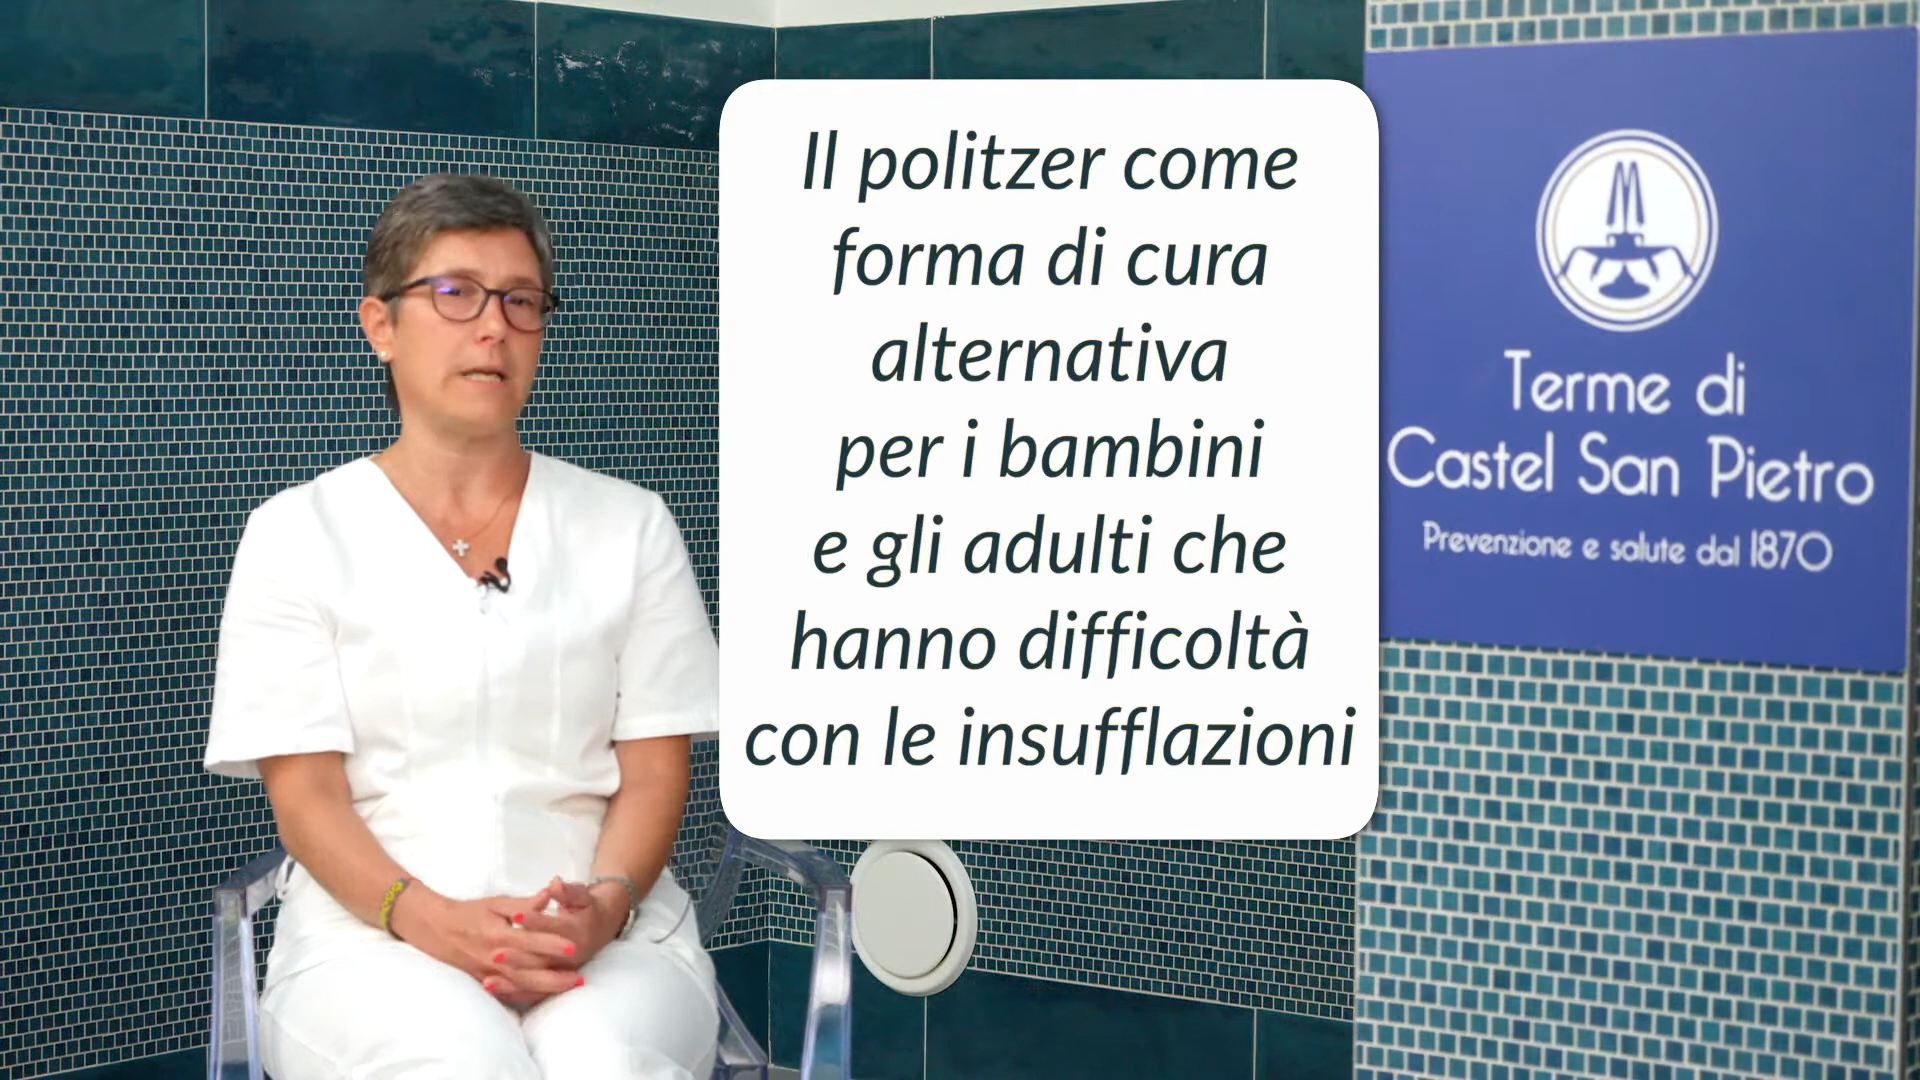 Il politzer come
forma di cura
alternativa
per i bambini
e gli adulti che
hanno difficoltà
con le insufflazioni
Terme di
Castel San Pietro
Prevenzione e salute dal 1870